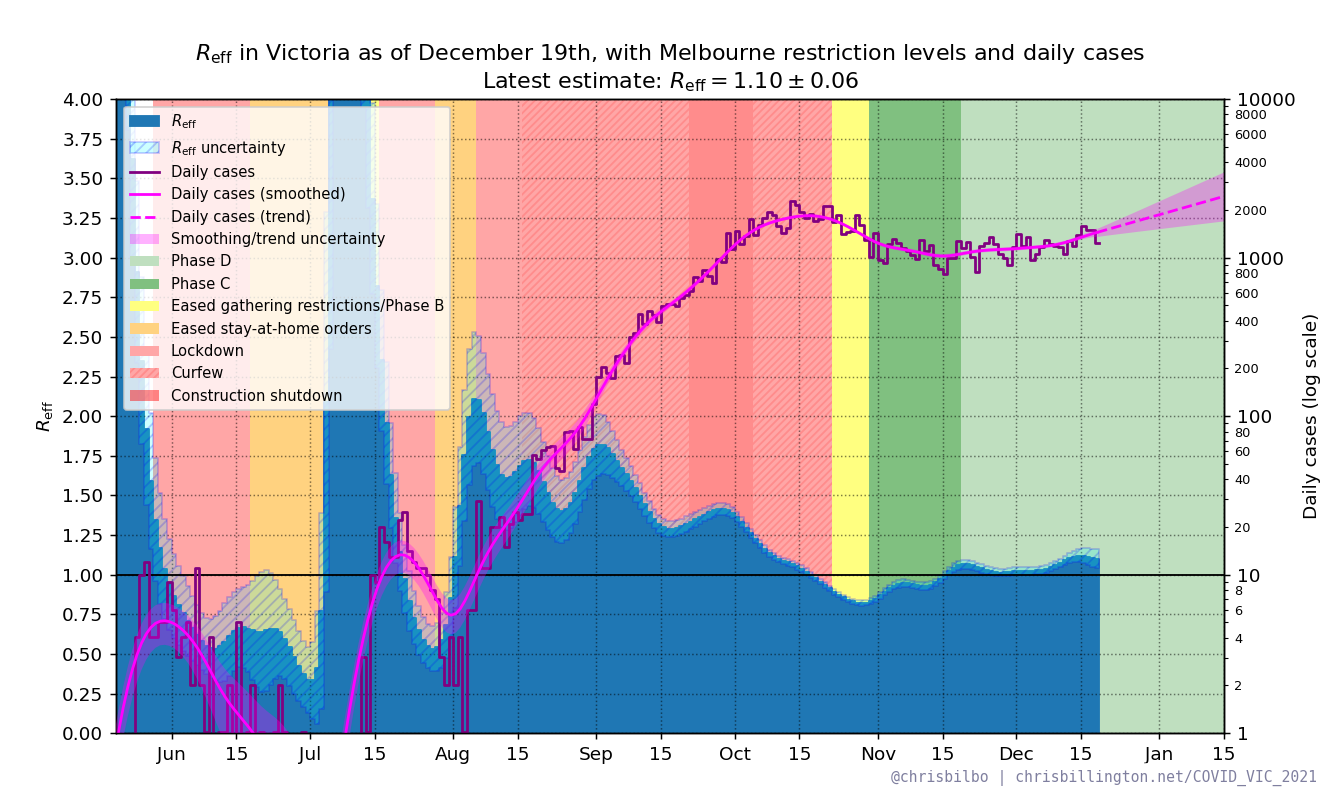 R_eff in Victoria as of December 19th, with Melbourne restriction levels and daily cases
Latest estimate: R_eff = 1.10 ± 0.06
R_eff
R_eff uncertainty
Daily cases
Daily cases (smoothed)
Daily cases (trend)
Smoothing/trend uncertainty
Phase D
Phase C
Eased gathering restrictions/Phase B
Eased stay-at-home orders
Lockdown
Curfew
Construction shutdown
R_eff
4.00
3.75
3.50
3.25
3.00
2.75
2.50
2.25
2.00
1.75
1.50
1.25
1.00
0.75
0.50
0.25
0.00
10000
8000
6000
4000
2000
1000
800
600
400
200
100
80
60
40
20
10
8
6
4
2
1
Daily cases (log scale)
Jun 15 Jul 15 Aug 15 Sep 15 Oct 15 Nov 15 Dec 15 Jan 15
@chrisbilbo | chrisbillington.net/COVID_VIC_2021